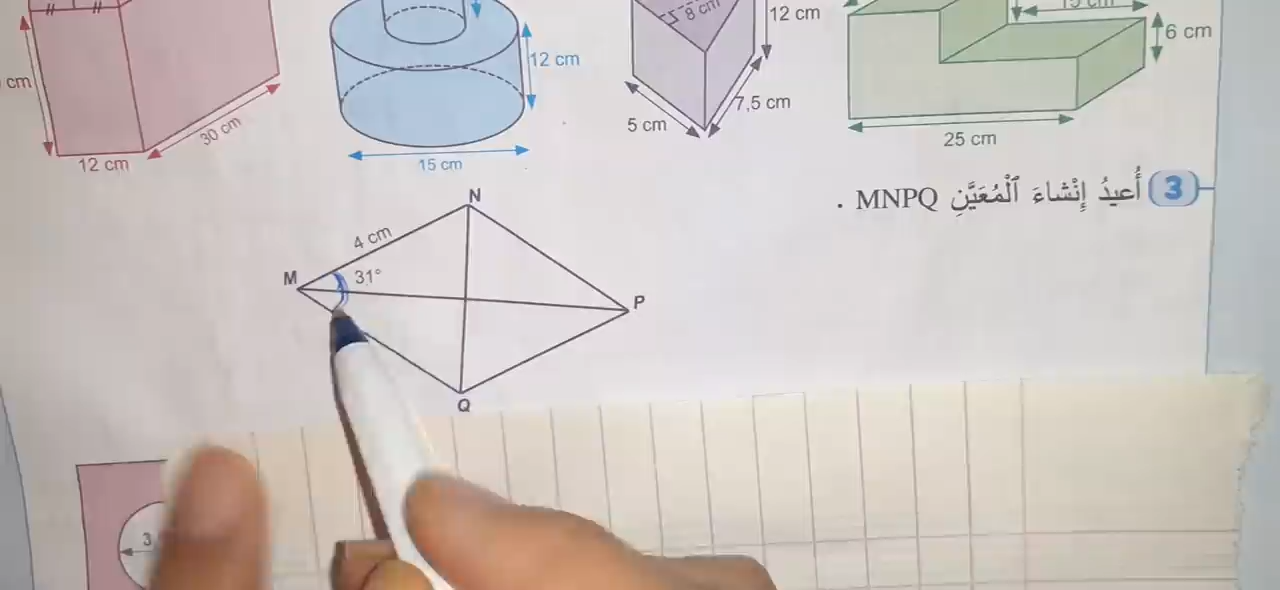 8 cm
12 cm
6 cm
cm
12 cm
7,5 cm
30 cm
5 cm
25 cm
12 cm
15 cm
3 أُعيدُ إِنْشاءَ ٱلْمُعَيَّنِ MNPQ .
N
4 cm
M
31°
P
Q
3